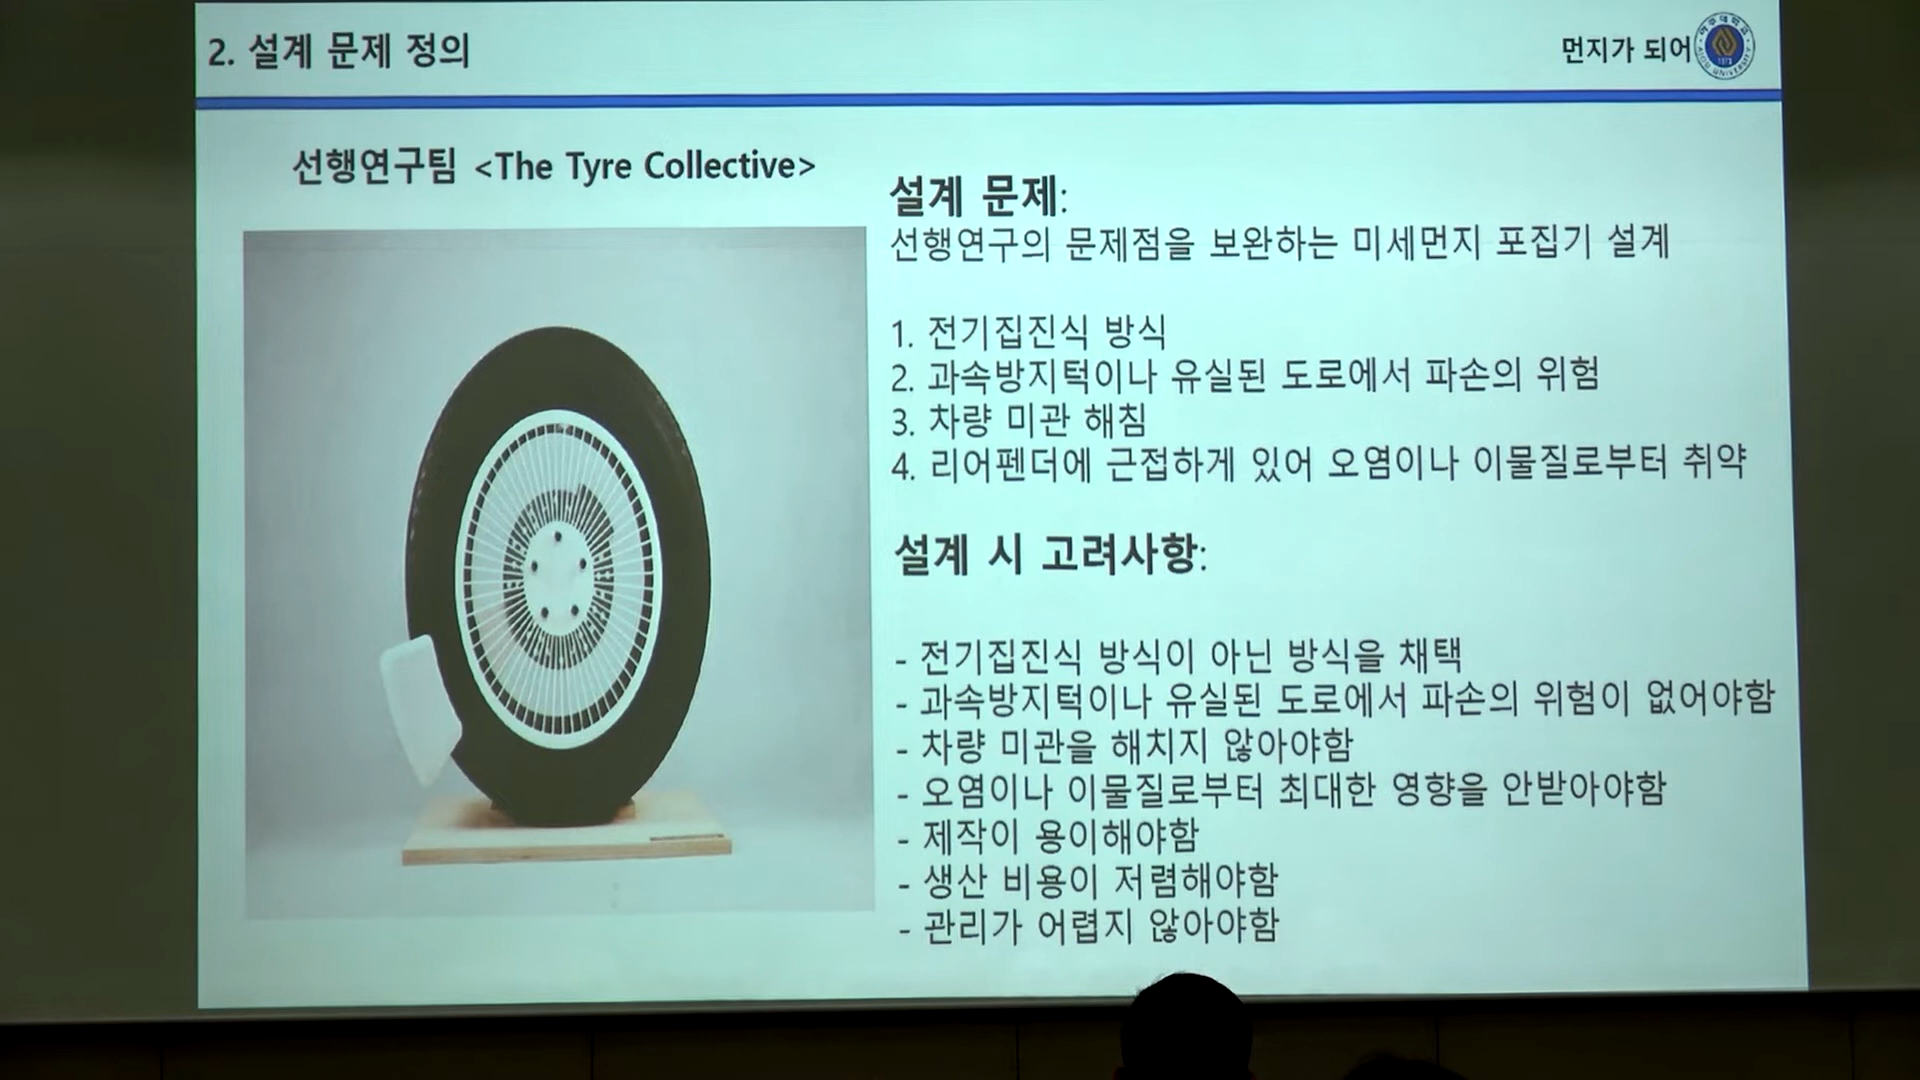 2. 설계 문제 정의
먼지가 되어
선행연구팀 <The Tyre Collective>
설계 문제:
선행연구의 문제점을 보완하는 미세먼지 포집기 설계
1. 전기집진식 방식
2. 과속방지턱이나 유실된 도로에서 파손의 위험
3. 차량 미관 해침
4. 리어펜더에 근접하게 있어 오염이나 이물질로부터 취약
설계 시 고려사항:
- 전기집진식 방식이 아닌 방식을 채택
- 과속방지턱이나 유실된 도로에서 파손의 위험이 없어야함
- 차량 미관을 해치지 않아야함
- 오염이나 이물질로부터 최대한 영향을 안받아야함
- 제작이 용이해야함
- 생산 비용이 저렴해야함
- 관리가 어렵지 않아야함